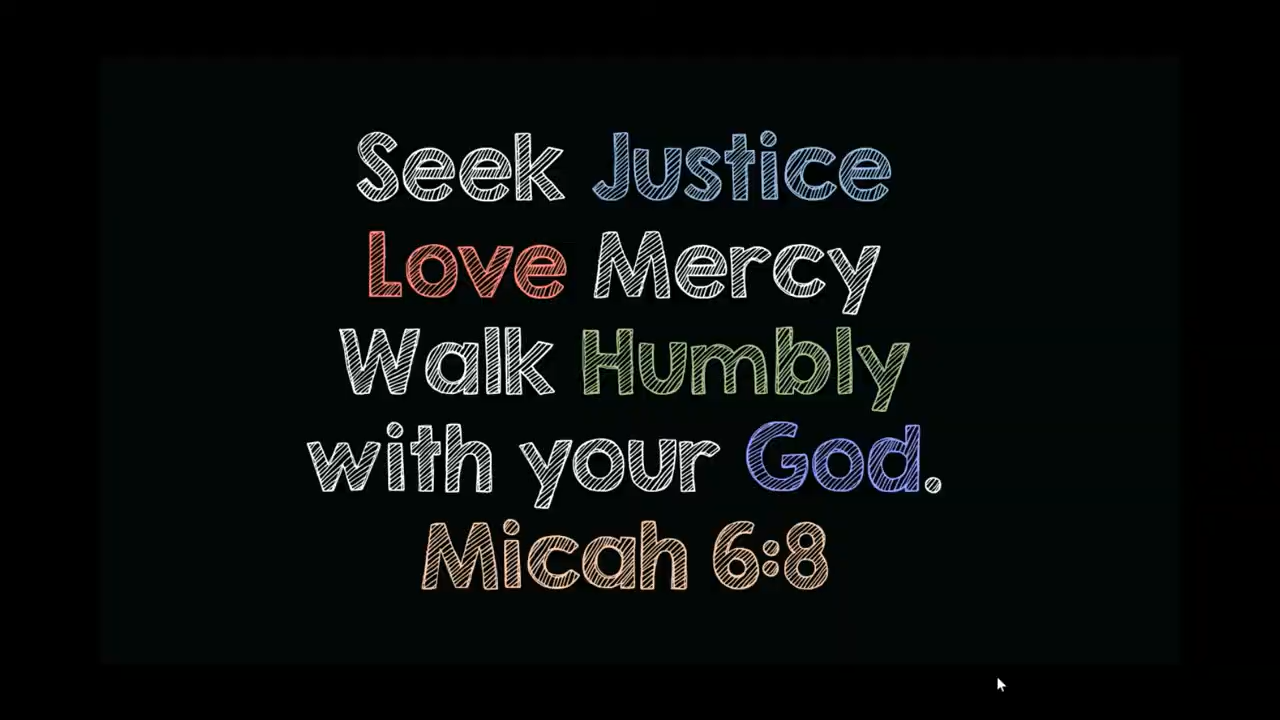 Seek Justice
Love Mercy
Walk Humbly
with your God.
Micah 6:8